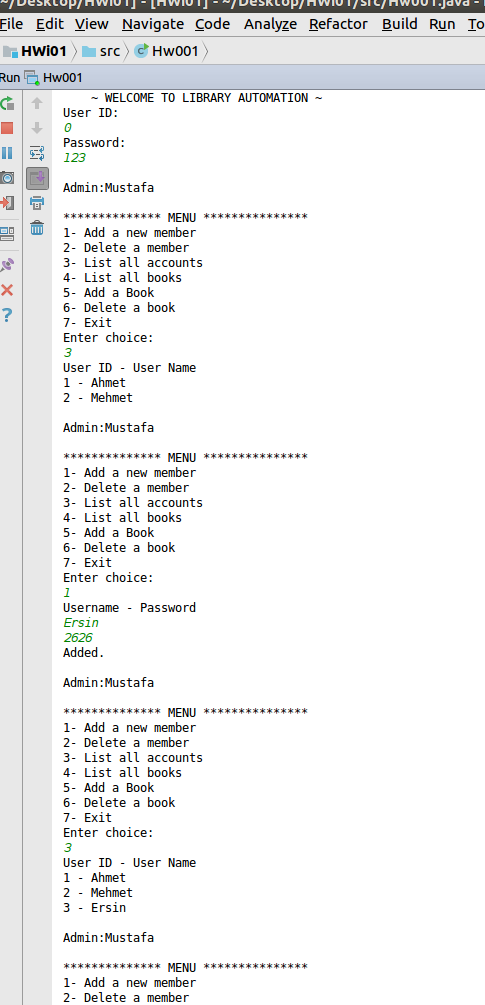 ~/Desktop/HWi01] - [HWi01] - ~/Desktop/HWi01/src/Hw001.java -
File Edit View Navigate Code Analyze Refactor Build Run To
HWi01 src Hw001
Run Hw001
~ WELCOME TO LIBRARY AUTOMATION ~
User ID:
0
Password:
123
Admin:Mustafa
************** MENU ***************
1- Add a new member
2- Delete a member
3- List all accounts
4- List all books
5- Add a Book
6- Delete a book
7- Exit
Enter choice:
3
User ID - User Name
1 - Ahmet
2 - Mehmet
Admin:Mustafa
************** MENU ***************
1- Add a new member
2- Delete a member
3- List all accounts
4- List all books
5- Add a Book
6- Delete a book
7- Exit
Enter choice:
1
Username - Password
Ersin
2626
Added.
Admin:Mustafa
************** MENU ***************
1- Add a new member
2- Delete a member
3- List all accounts
4- List all books
5- Add a Book
6- Delete a book
7- Exit
Enter choice:
3
User ID - User Name
1 - Ahmet
2 - Mehmet
3 - Ersin
Admin:Mustafa
************** MENU ***************
1- Add a new member
2- Delete a member